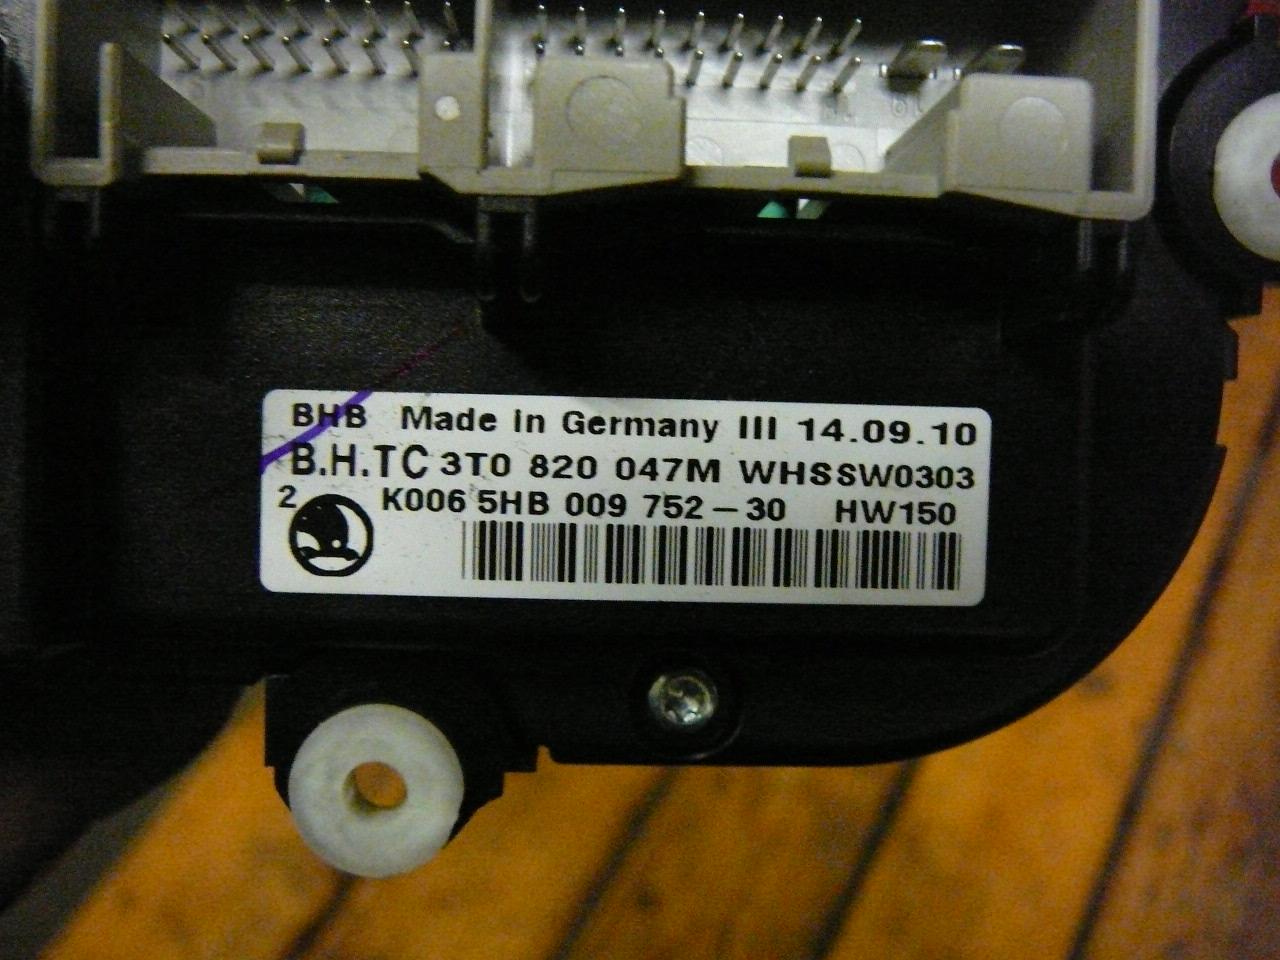 BHB Made in Germany III 14.09.10
B.H.TC 3T0 820 047M WHSSW0303
2 K006 5HB 009 752-30 HW150